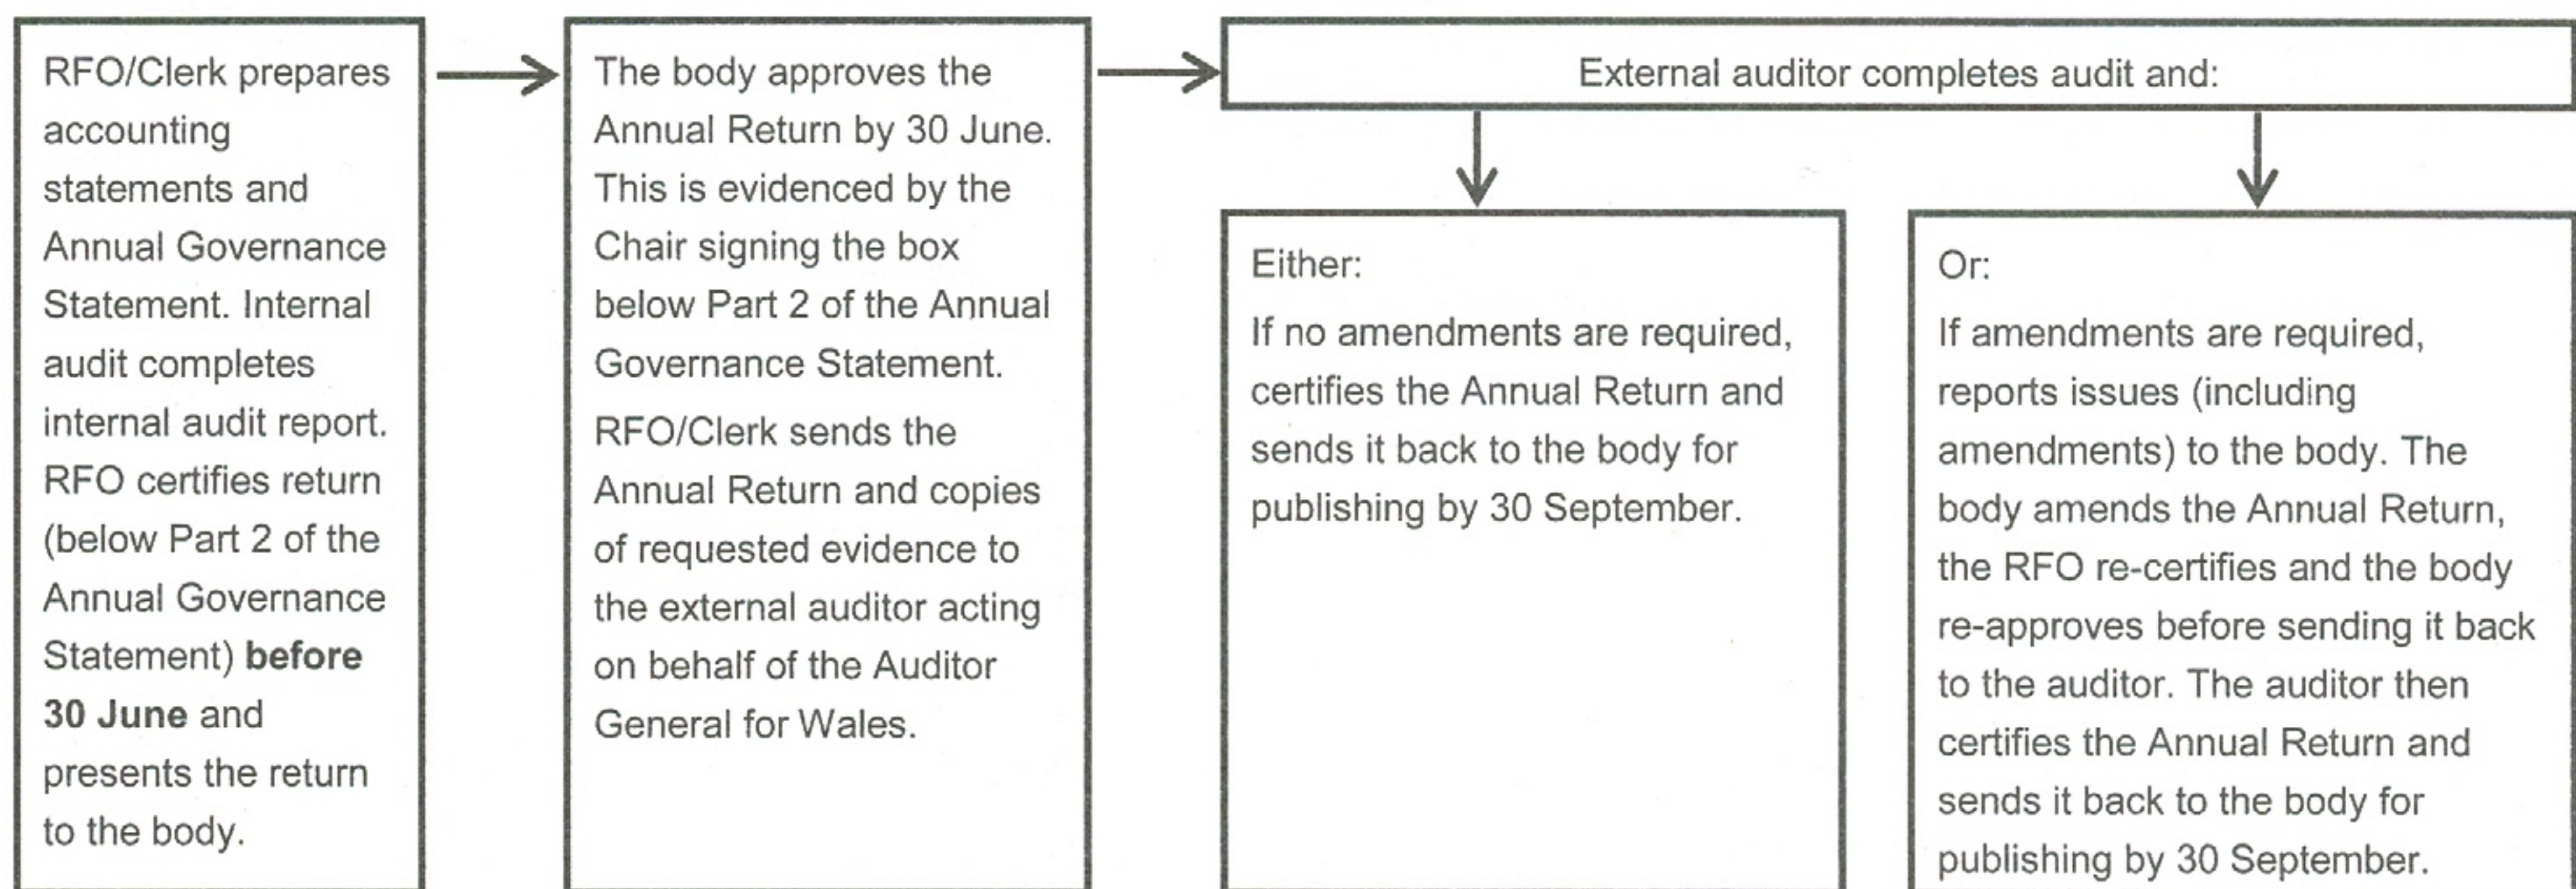 RFO/Clerk prepares
accounting
statements and
Annual Governance
Statement. Internal
audit completes
internal audit report.
RFO certifies return
(below Part 2 of the
Annual Governance
Statement) before
30 June and
presents the return
to the body.
The body approves the
Annual Return by 30 June.
This is evidenced by the
Chair signing the box
below Part 2 of the Annual
Governance Statement.
RFO/Clerk sends the
Annual Return and copies
of requested evidence to
the external auditor acting
on behalf of the Auditor
General for Wales.
External auditor completes audit and:
Either:
If no amendments are required,
certifies the Annual Return and
sends it back to the body for
publishing by 30 September.
Or:
If amendments are required,
reports issues (including
amendments) to the body. The
body amends the Annual Return,
the RFO re-certifies and the body
re-approves before sending it back
to the auditor. The auditor then
certifies the Annual Return and
sends it back to the body for
publishing by 30 September.